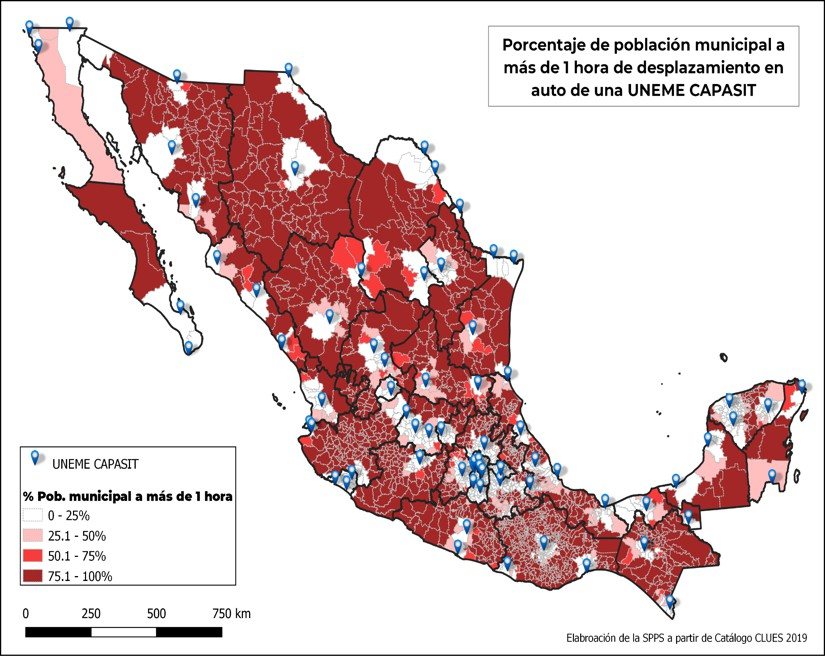 Porcentaje de población municipal a
más de 1 hora de desplazamiento en
auto de una UNEME CAPASIT
UNEME CAPASIT
% Pob. municipal a más de 1 hora
0 - 25%
25.1 - 50%
50.1 - 75%
75.1 - 100%
0 250 500 750 km
Elabroación de la SPPS a partir de Catálogo CLUES 2019